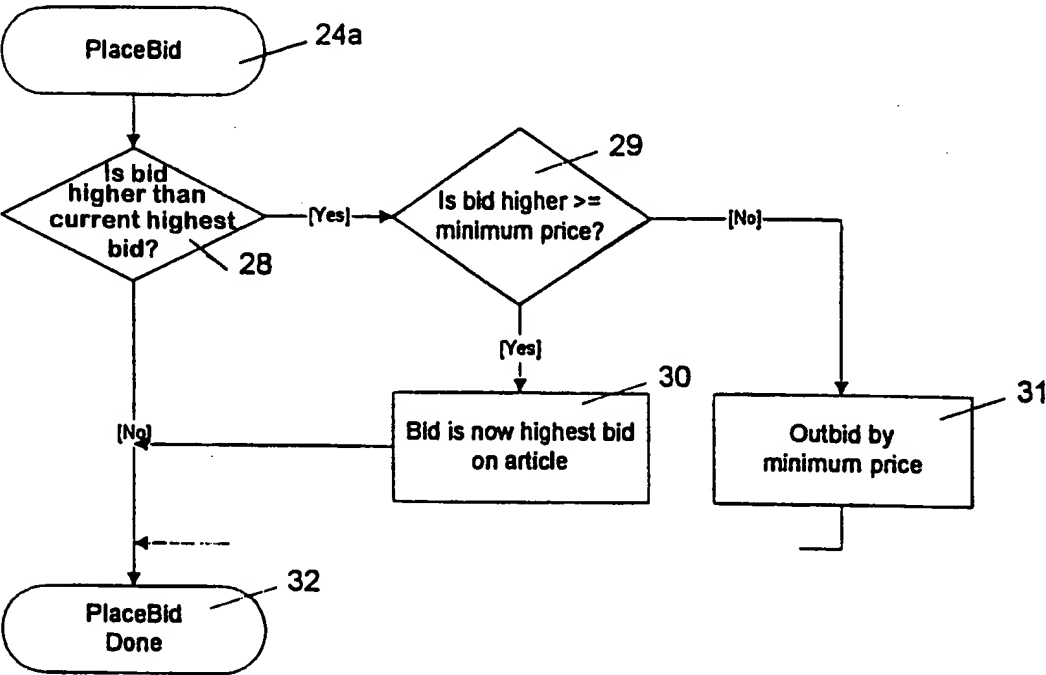 PlaceBid
24a
Is bid
higher than
current highest
bid?
28
[Yes]
29
Is bid higher >=
minimum price?
[No]
[Yes]
30
Bid is now highest bid
on article
31
Outbid by
minimum price
[No]
32
PlaceBid
Done